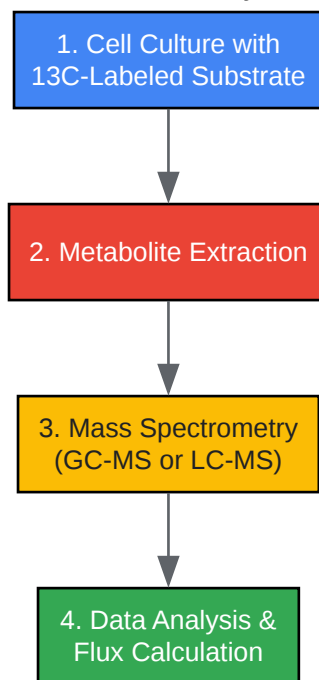 1. Cell Culture with
13C-Labeled Substrate
2. Metabolite Extraction
3. Mass Spectrometry
(GC-MS or LC-MS)
4. Data Analysis &
Flux Calculation